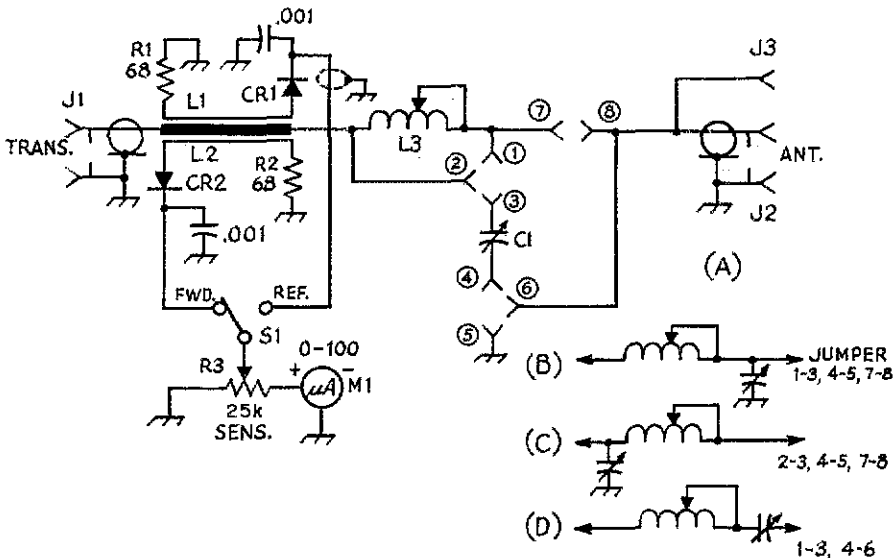 .001
R1
68
CR1
J3
J1
L1
⑦
⑧
L3
①
TRANS.
L2
R2
68
②
ANT.
CR2
③
J2
.001
C1
(A)
④
⑥
FWD.
REF.
S1
⑤
0-100
R3
+
-
μA
M1
25k
SENS.
(B)
JUMPER
1-3, 4-5, 7-8
(C)
2-3, 4-5, 7-8
(D)
1-3, 4-6